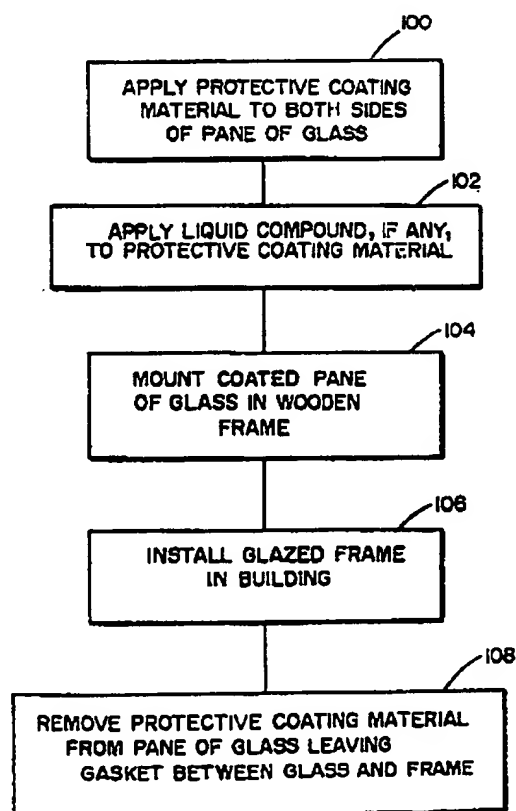 100
APPLY PROTECTIVE COATING
MATERIAL TO BOTH SIDES
OF PANE OF GLASS
102
APPLY LIQUID COMPOUND, IF ANY,
TO PROTECTIVE COATING MATERIAL
104
MOUNT COATED PANE
OF GLASS IN WOODEN
FRAME
106
INSTALL GLAZED FRAME
IN BUILDING
108
REMOVE PROTECTIVE COATING MATERIAL
FROM PANE OF GLASS LEAVING
GASKET BETWEEN GLASS AND FRAME